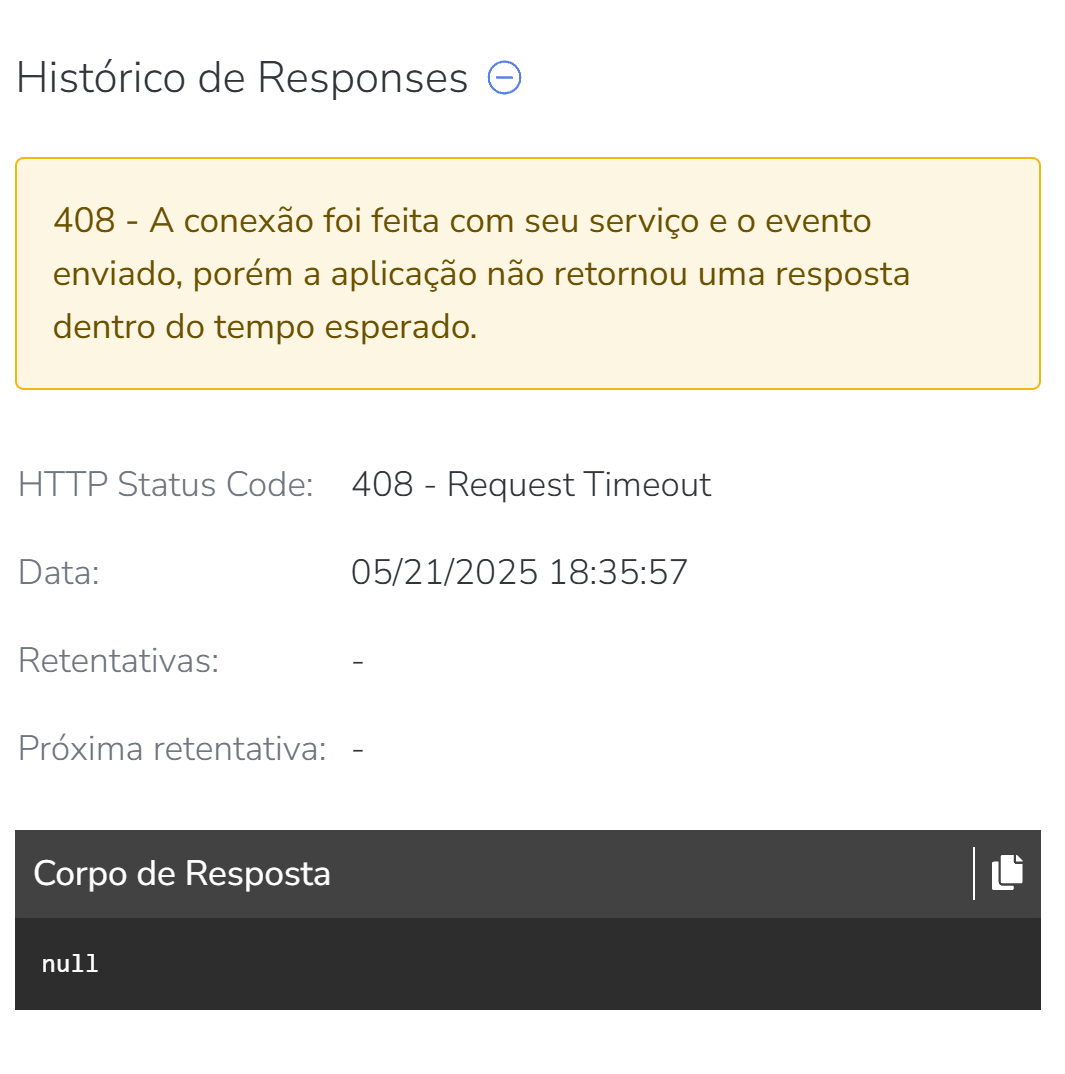 Histórico de Responses
408 - A conexão foi feita com seu serviço e o evento
enviado, porém a aplicação não retornou uma resposta
dentro do tempo esperado.
HTTP Status Code: 408 - Request Timeout
Data: 05/21/2025 18:35:57
Retentativas: -
Próxima retentativa: -
Corpo de Resposta
null